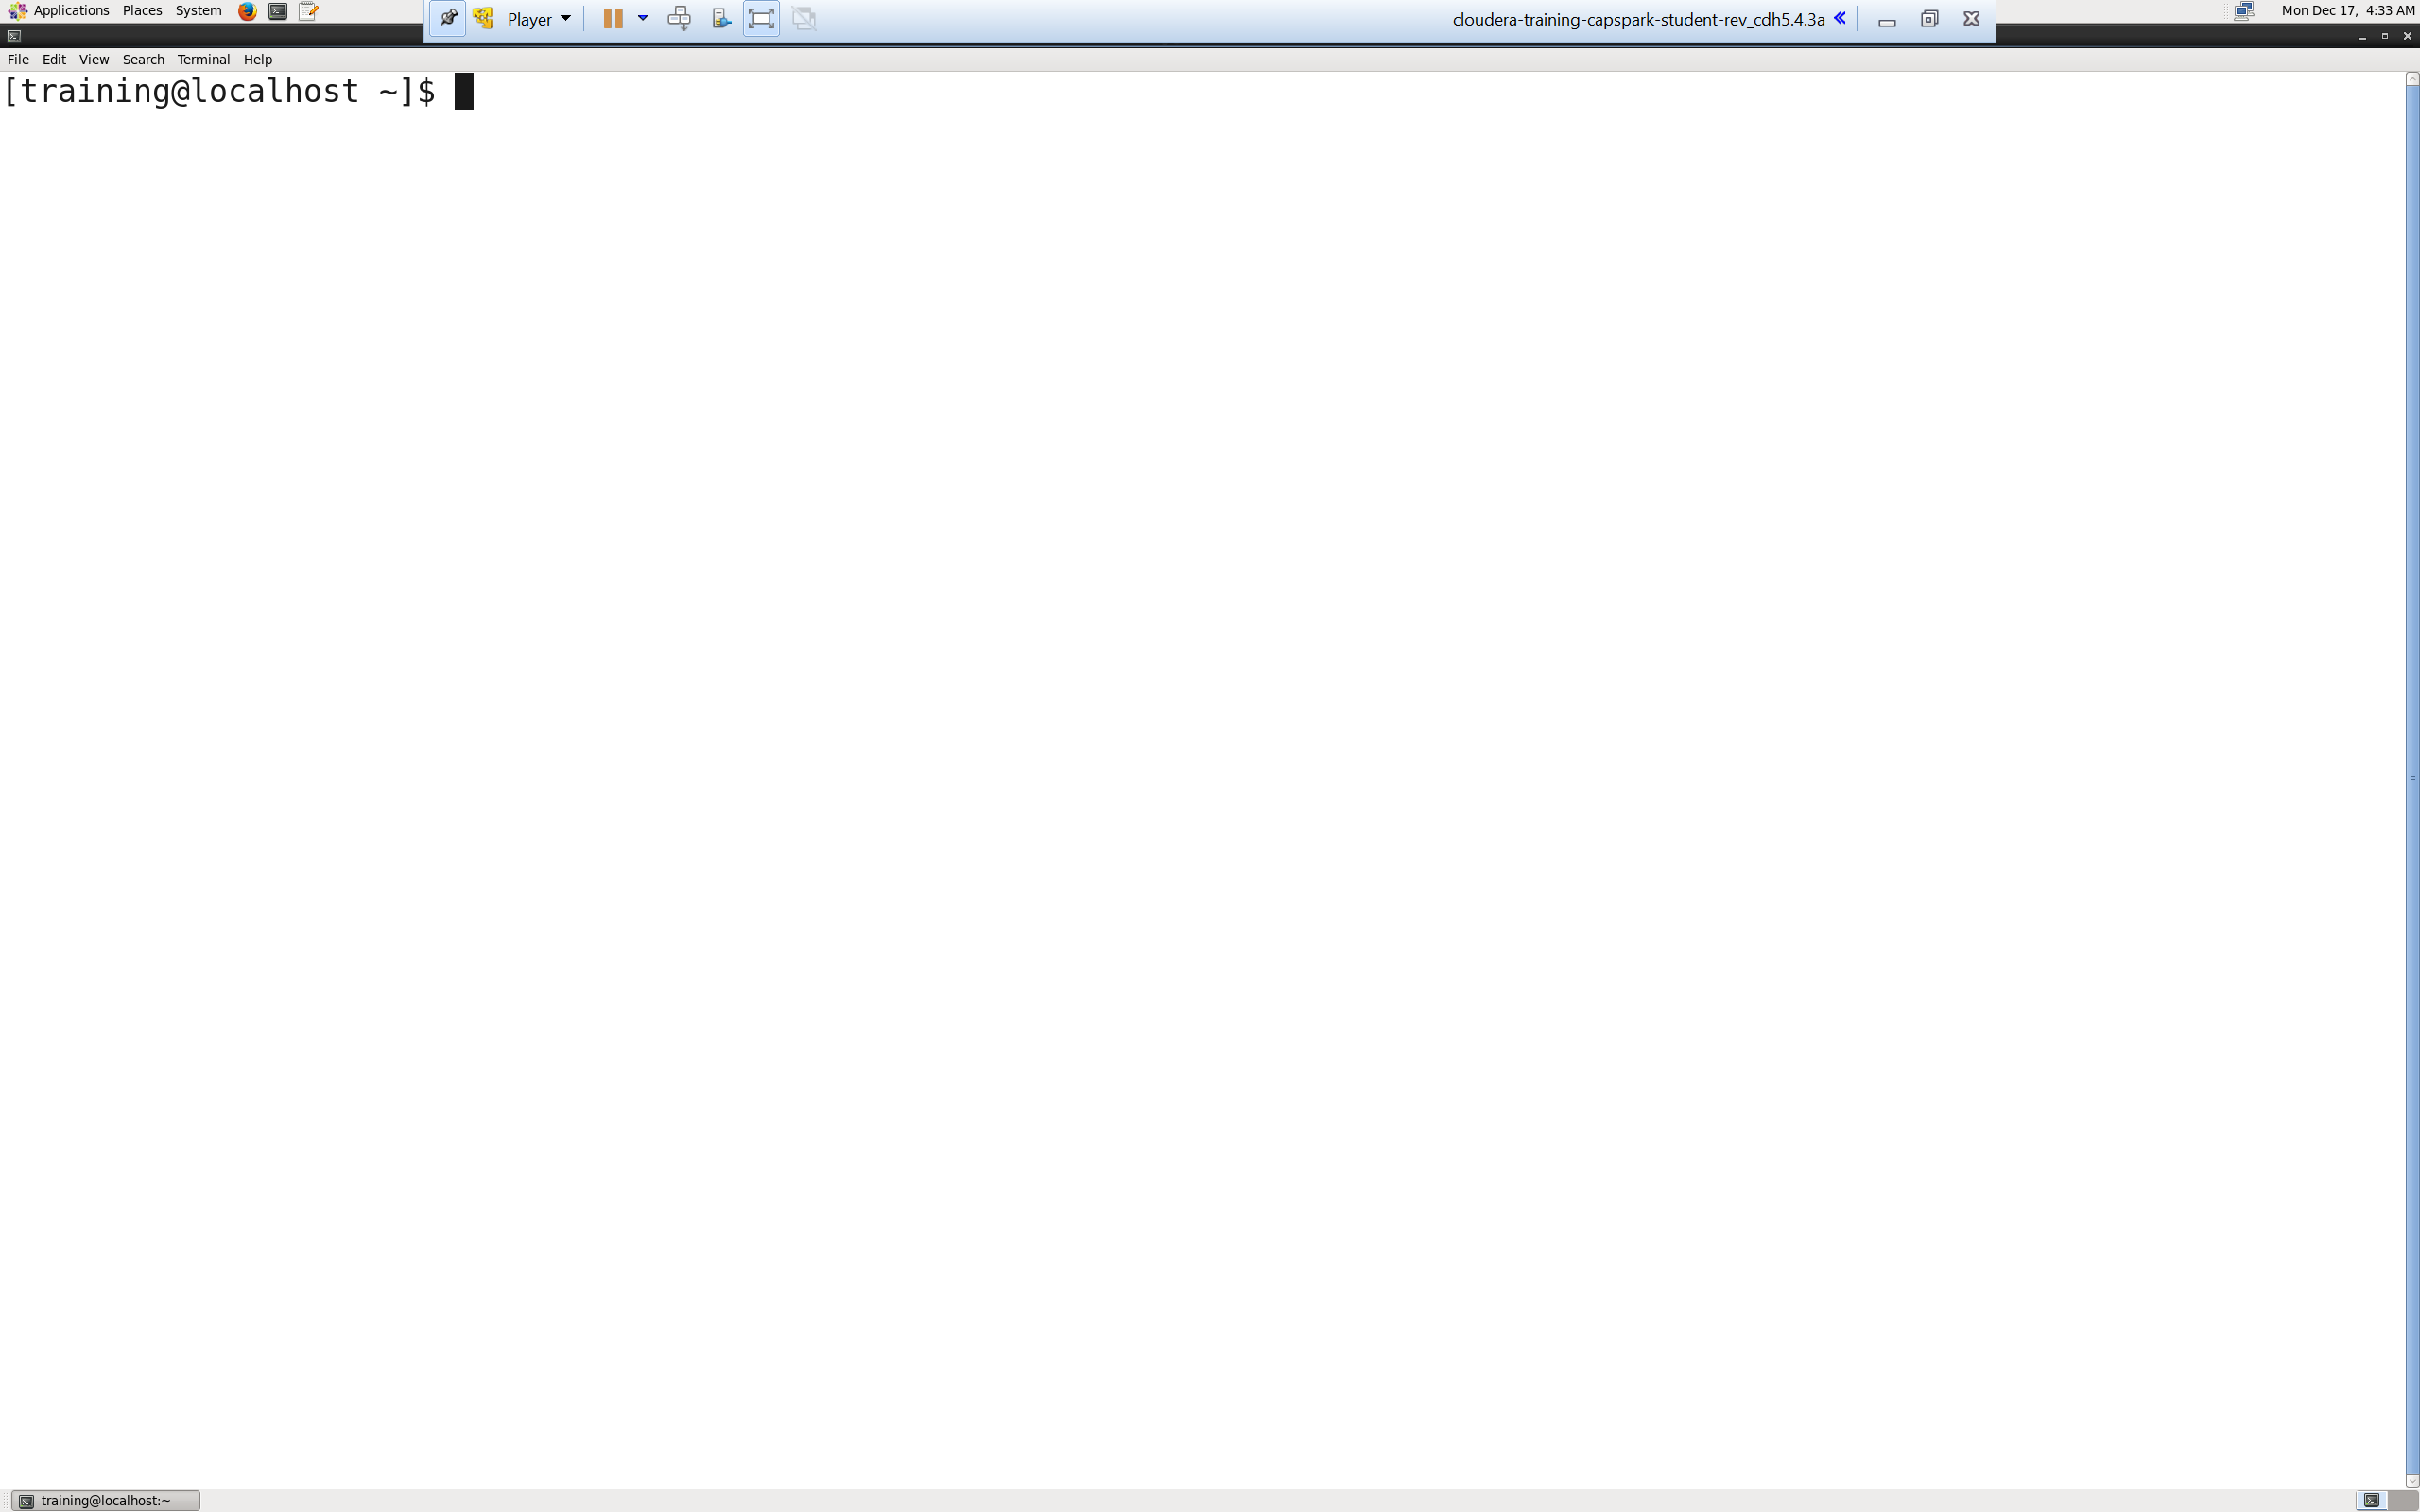 Applications Places System
Player
cloudera-training-capspark-student-rev_cdh5.4.3a
Mon Dec 17, 4:33 AM
File Edit View Search Terminal Help
[training@localhost ~]$
training@localhost:~